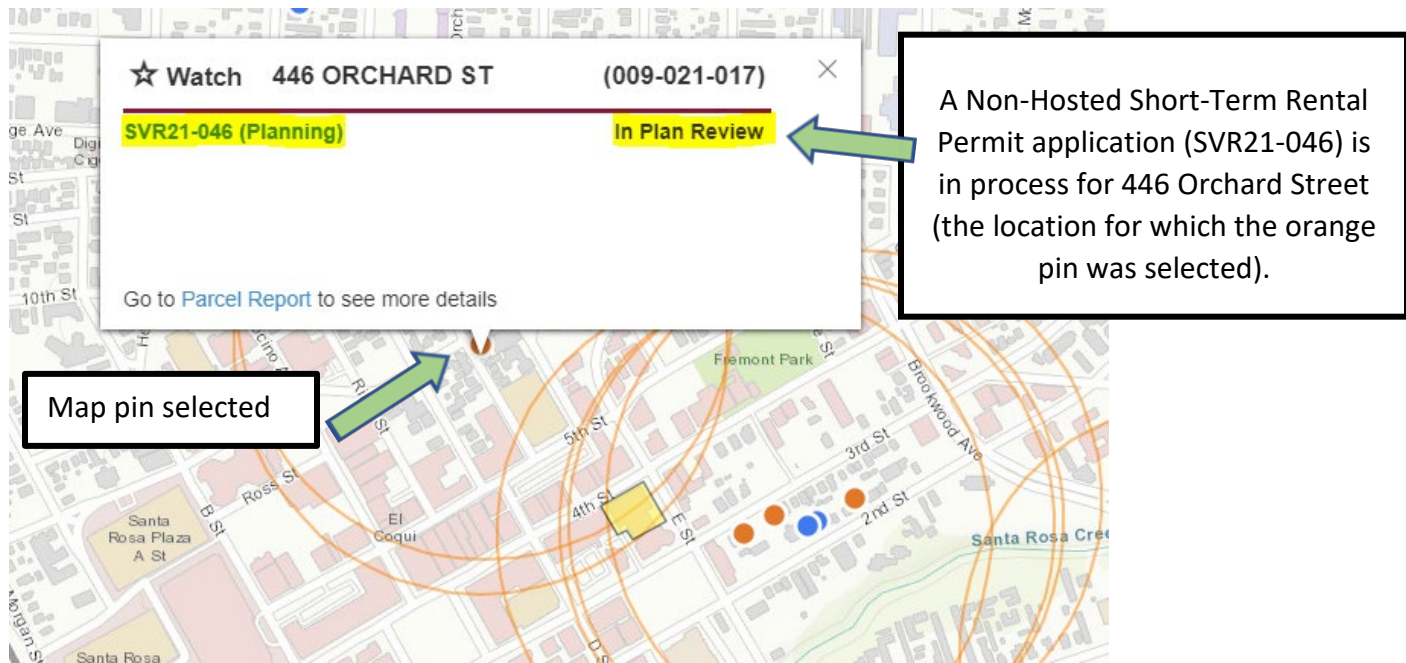 ☆ Watch 446 ORCHARD ST (009-021-017) ×
SVR21-046 (Planning) In Plan Review
Go to Parcel Report to see more details
A Non-Hosted Short-Term Rental
Permit application (SVR21-046) is
in process for 446 Orchard Street
(the location for which the orange
pin was selected).
Map pin selected
ge Ave
Digi
Cig
St
St
10th St
Fremont Park
Brookwood Ave
5th St
3rd St
Ross St
4th St
2nd St
B St
E St
El
Coqui
Santa
Rosa Plaza
A St
Santa Rosa Cree
Morgan St
D S
Santa Rosa